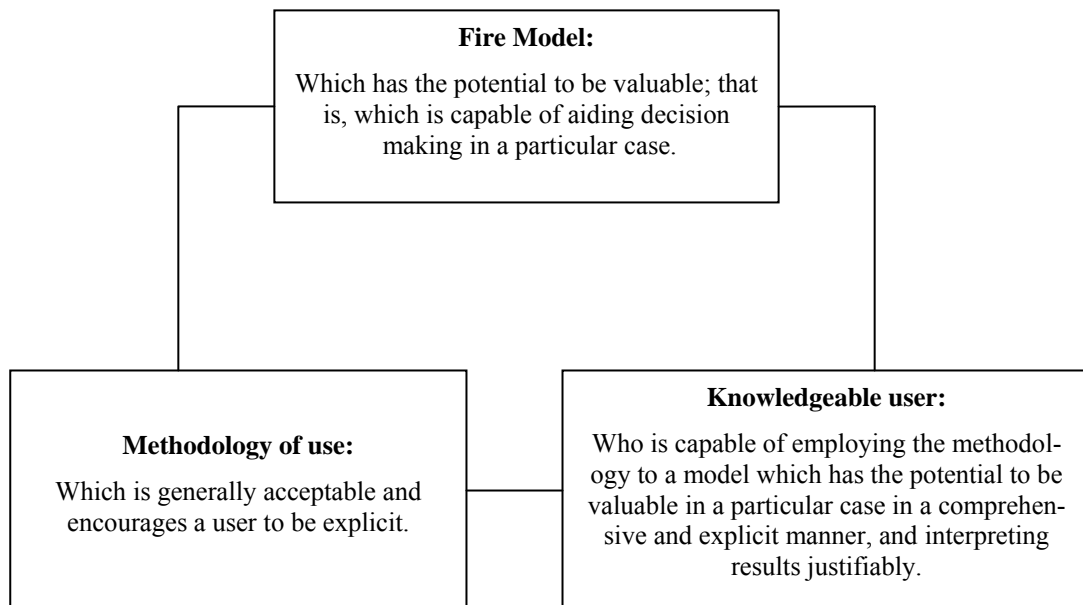 Fire Model:
Which has the potential to be valuable; that
is, which is capable of aiding decision
making in a particular case.
Methodology of use:
Which is generally acceptable and
encourages a user to be explicit.
Knowledgeable user:
Who is capable of employing the methodol-
ogy to a model which has the potential to be
valuable in a particular case in a comprehen-
sive and explicit manner, and interpreting
results justifiably.